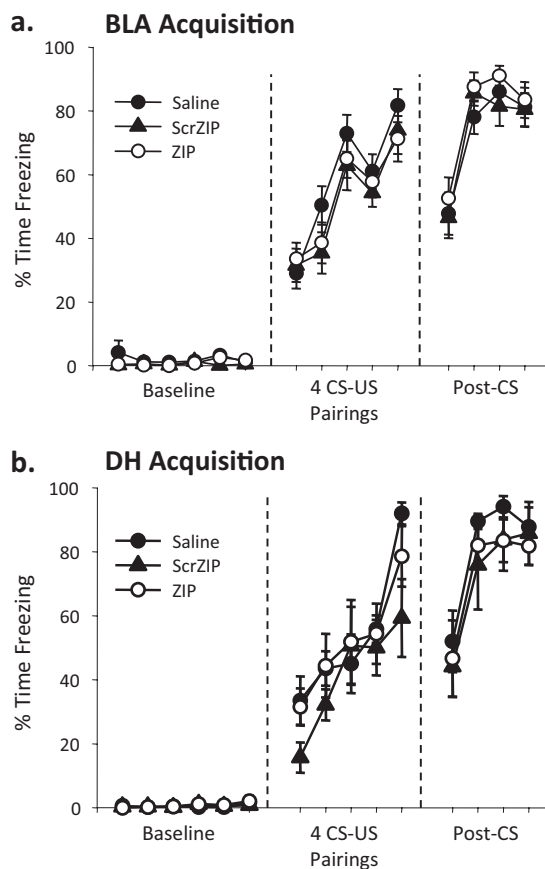 a. BLA Acquisition
100
80
60
40
20
0
% Time Freezing
Saline
ScrZIP
ZIP
Baseline
4 CS-US
Pairings
Post-CS
b. DH Acquisition
100
80
60
40
20
0
% Time Freezing
Saline
ScrZIP
ZIP
Baseline
4 CS-US
Pairings
Post-CS